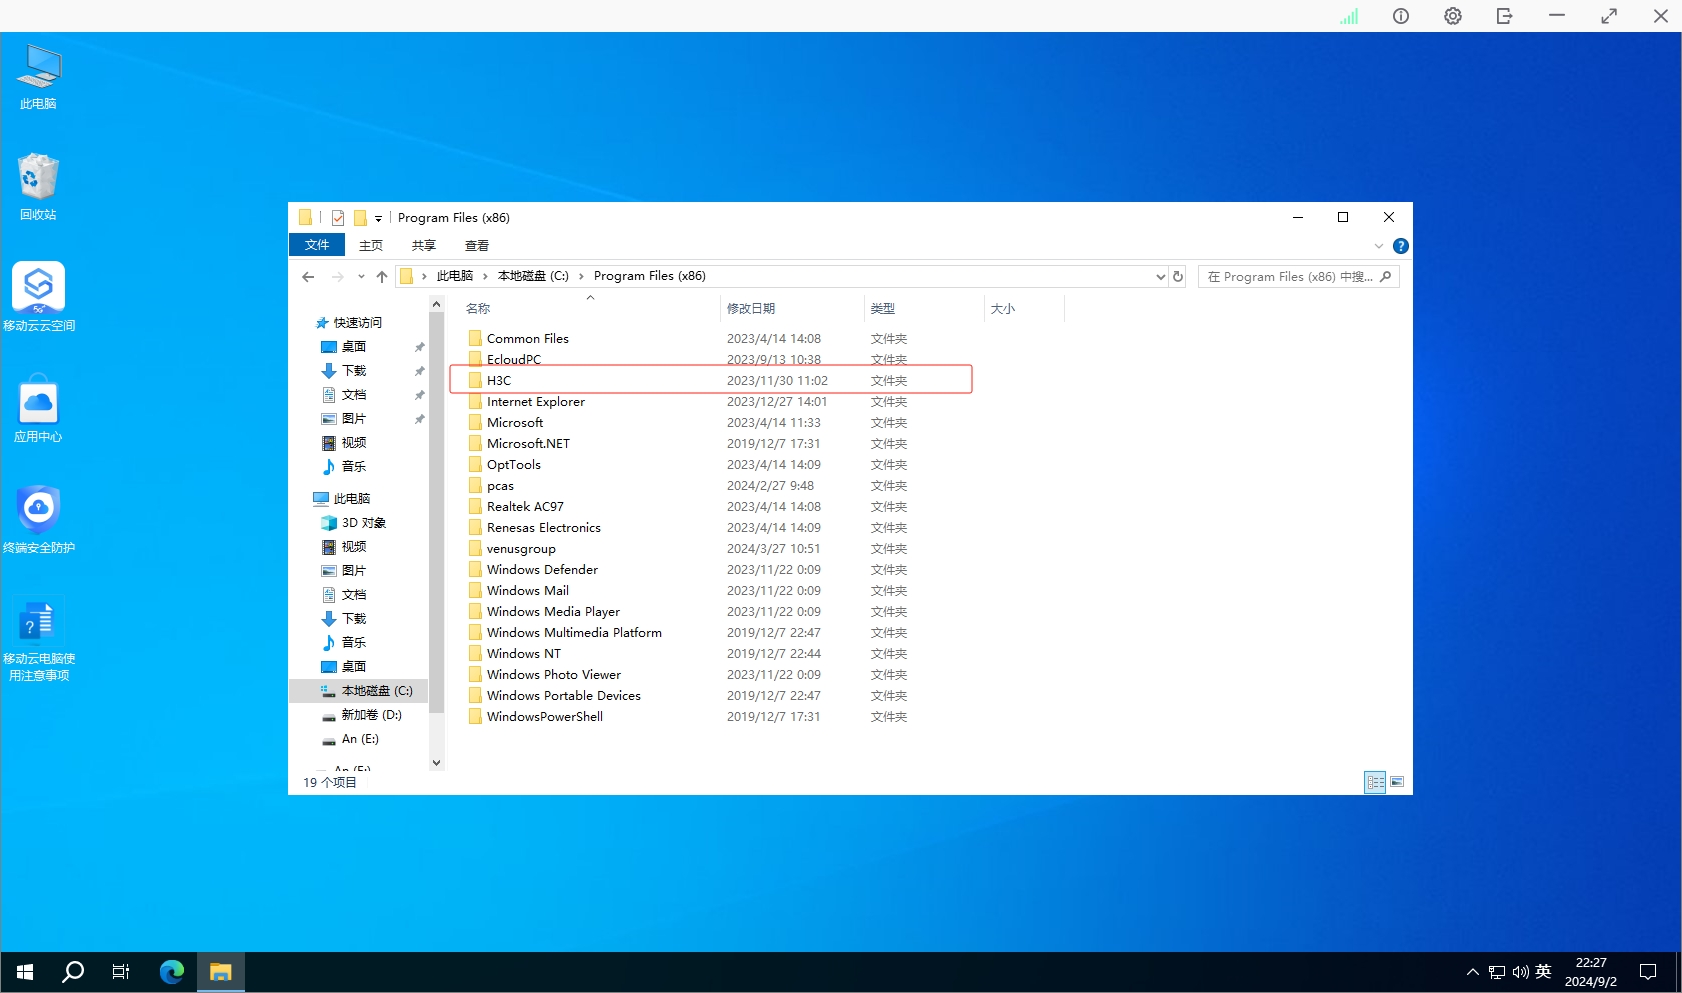 此电脑
回收站
移动云云空间
应用中心
终端安全防护
移动云电脑使
用注意事项
Program Files (x86)
文件 主页 共享 查看
此电脑 › 本地磁盘 (C:) › Program Files (x86)
在 Program Files (x86) 中搜...
快速访问
桌面
下载
文档
图片
视频
音乐
此电脑
3D 对象
视频
图片
文档
下载
音乐
桌面
本地磁盘 (C:)
新加卷 (D:)
An (E:)
An (E:)
名称 修改日期 类型 大小
Common Files 2023/4/14 14:08 文件夹
EcloudPC 2023/9/13 10:38 文件夹
H3C 2023/11/30 11:02 文件夹
Internet Explorer 2023/12/27 14:01 文件夹
Microsoft 2023/4/14 11:33 文件夹
Microsoft.NET 2019/12/7 17:31 文件夹
OptTools 2023/4/14 14:09 文件夹
pcas 2024/2/27 9:48 文件夹
Realtek AC97 2023/4/14 14:08 文件夹
Renesas Electronics 2023/4/14 14:09 文件夹
venusgroup 2024/3/27 10:51 文件夹
Windows Defender 2023/11/22 0:09 文件夹
Windows Mail 2023/11/22 0:09 文件夹
Windows Media Player 2023/11/22 0:09 文件夹
Windows Multimedia Platform 2019/12/7 22:47 文件夹
Windows NT 2019/12/7 22:44 文件夹
Windows Photo Viewer 2023/11/22 0:09 文件夹
Windows Portable Devices 2019/12/7 22:47 文件夹
WindowsPowerShell 2019/12/7 17:31 文件夹
19 个项目
英
22:27
2024/9/2